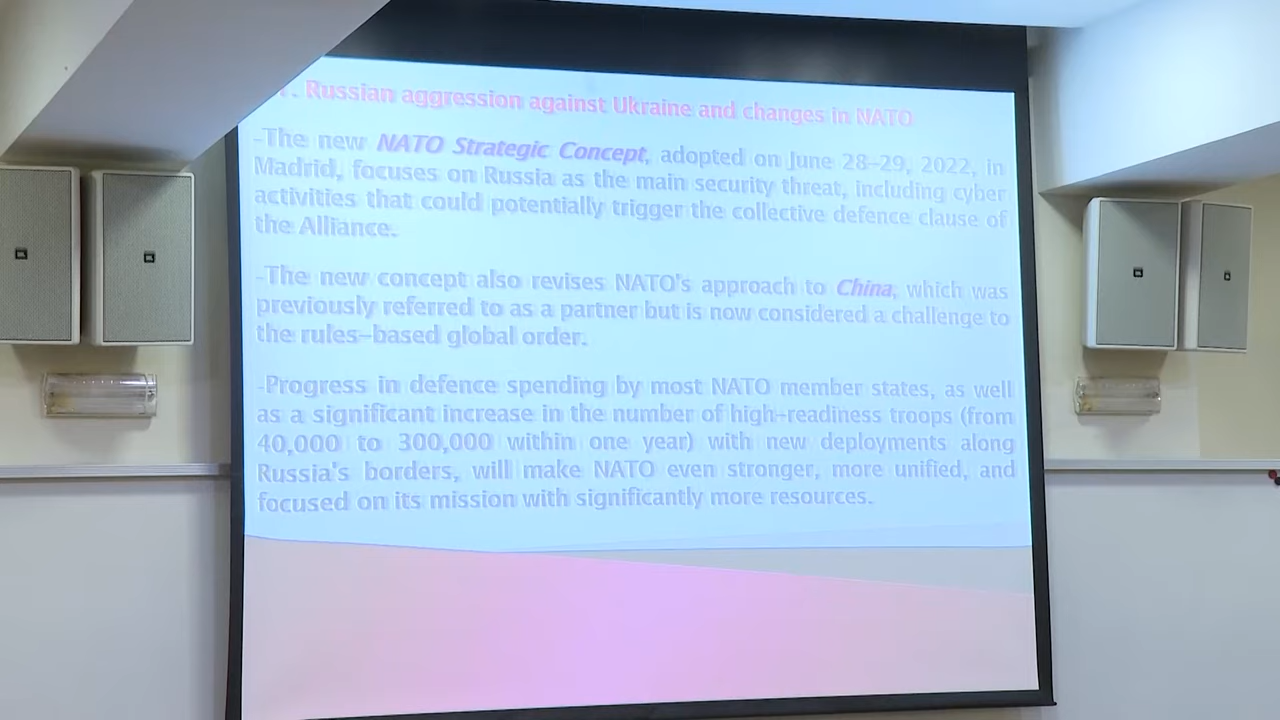 . Russian aggression against Ukraine and changes in NATO
-The new NATO Strategic Concept, adopted on June 28-29, 2022, in
Madrid, focuses on Russia as the main security threat, including cyber
activities that could potentially trigger the collective defence clause of
the Alliance.
-The new concept also revises NATO's approach to China, which was
previously referred to as a partner but is now considered a challenge to
the rules-based global order.
-Progress in defence spending by most NATO member states, as well
as a significant increase in the number of high-readiness troops (from
40,000 to 300,000 within one year) with new deployments along
Russia's borders, will make NATO even stronger, more unified, and
focused on its mission with significantly more resources.